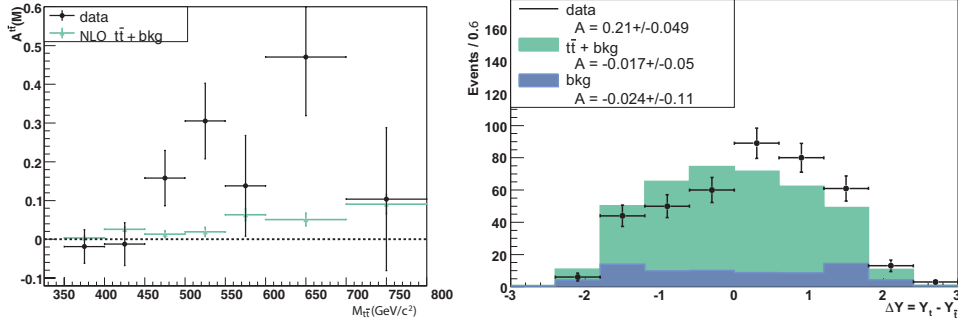 A^{tt̄}(M)
0.6
0.4
0.3
0.2
0.1
0
-0.1
data
NLO tt̄ + bkg
350 400 450 500 550 600 650 700 750 800
M_{tt̄}(GeV/c²)
Events / 0.6
160
140
120
100
80
60
40
20
0
data
A = 0.21+/-0.049
tt̄ + bkg
A = -0.017+/-0.05
bkg
A = -0.024+/-0.11
-3 -2 -1 0 1 2 3
ΔY = Y_t - Y_{t̄}